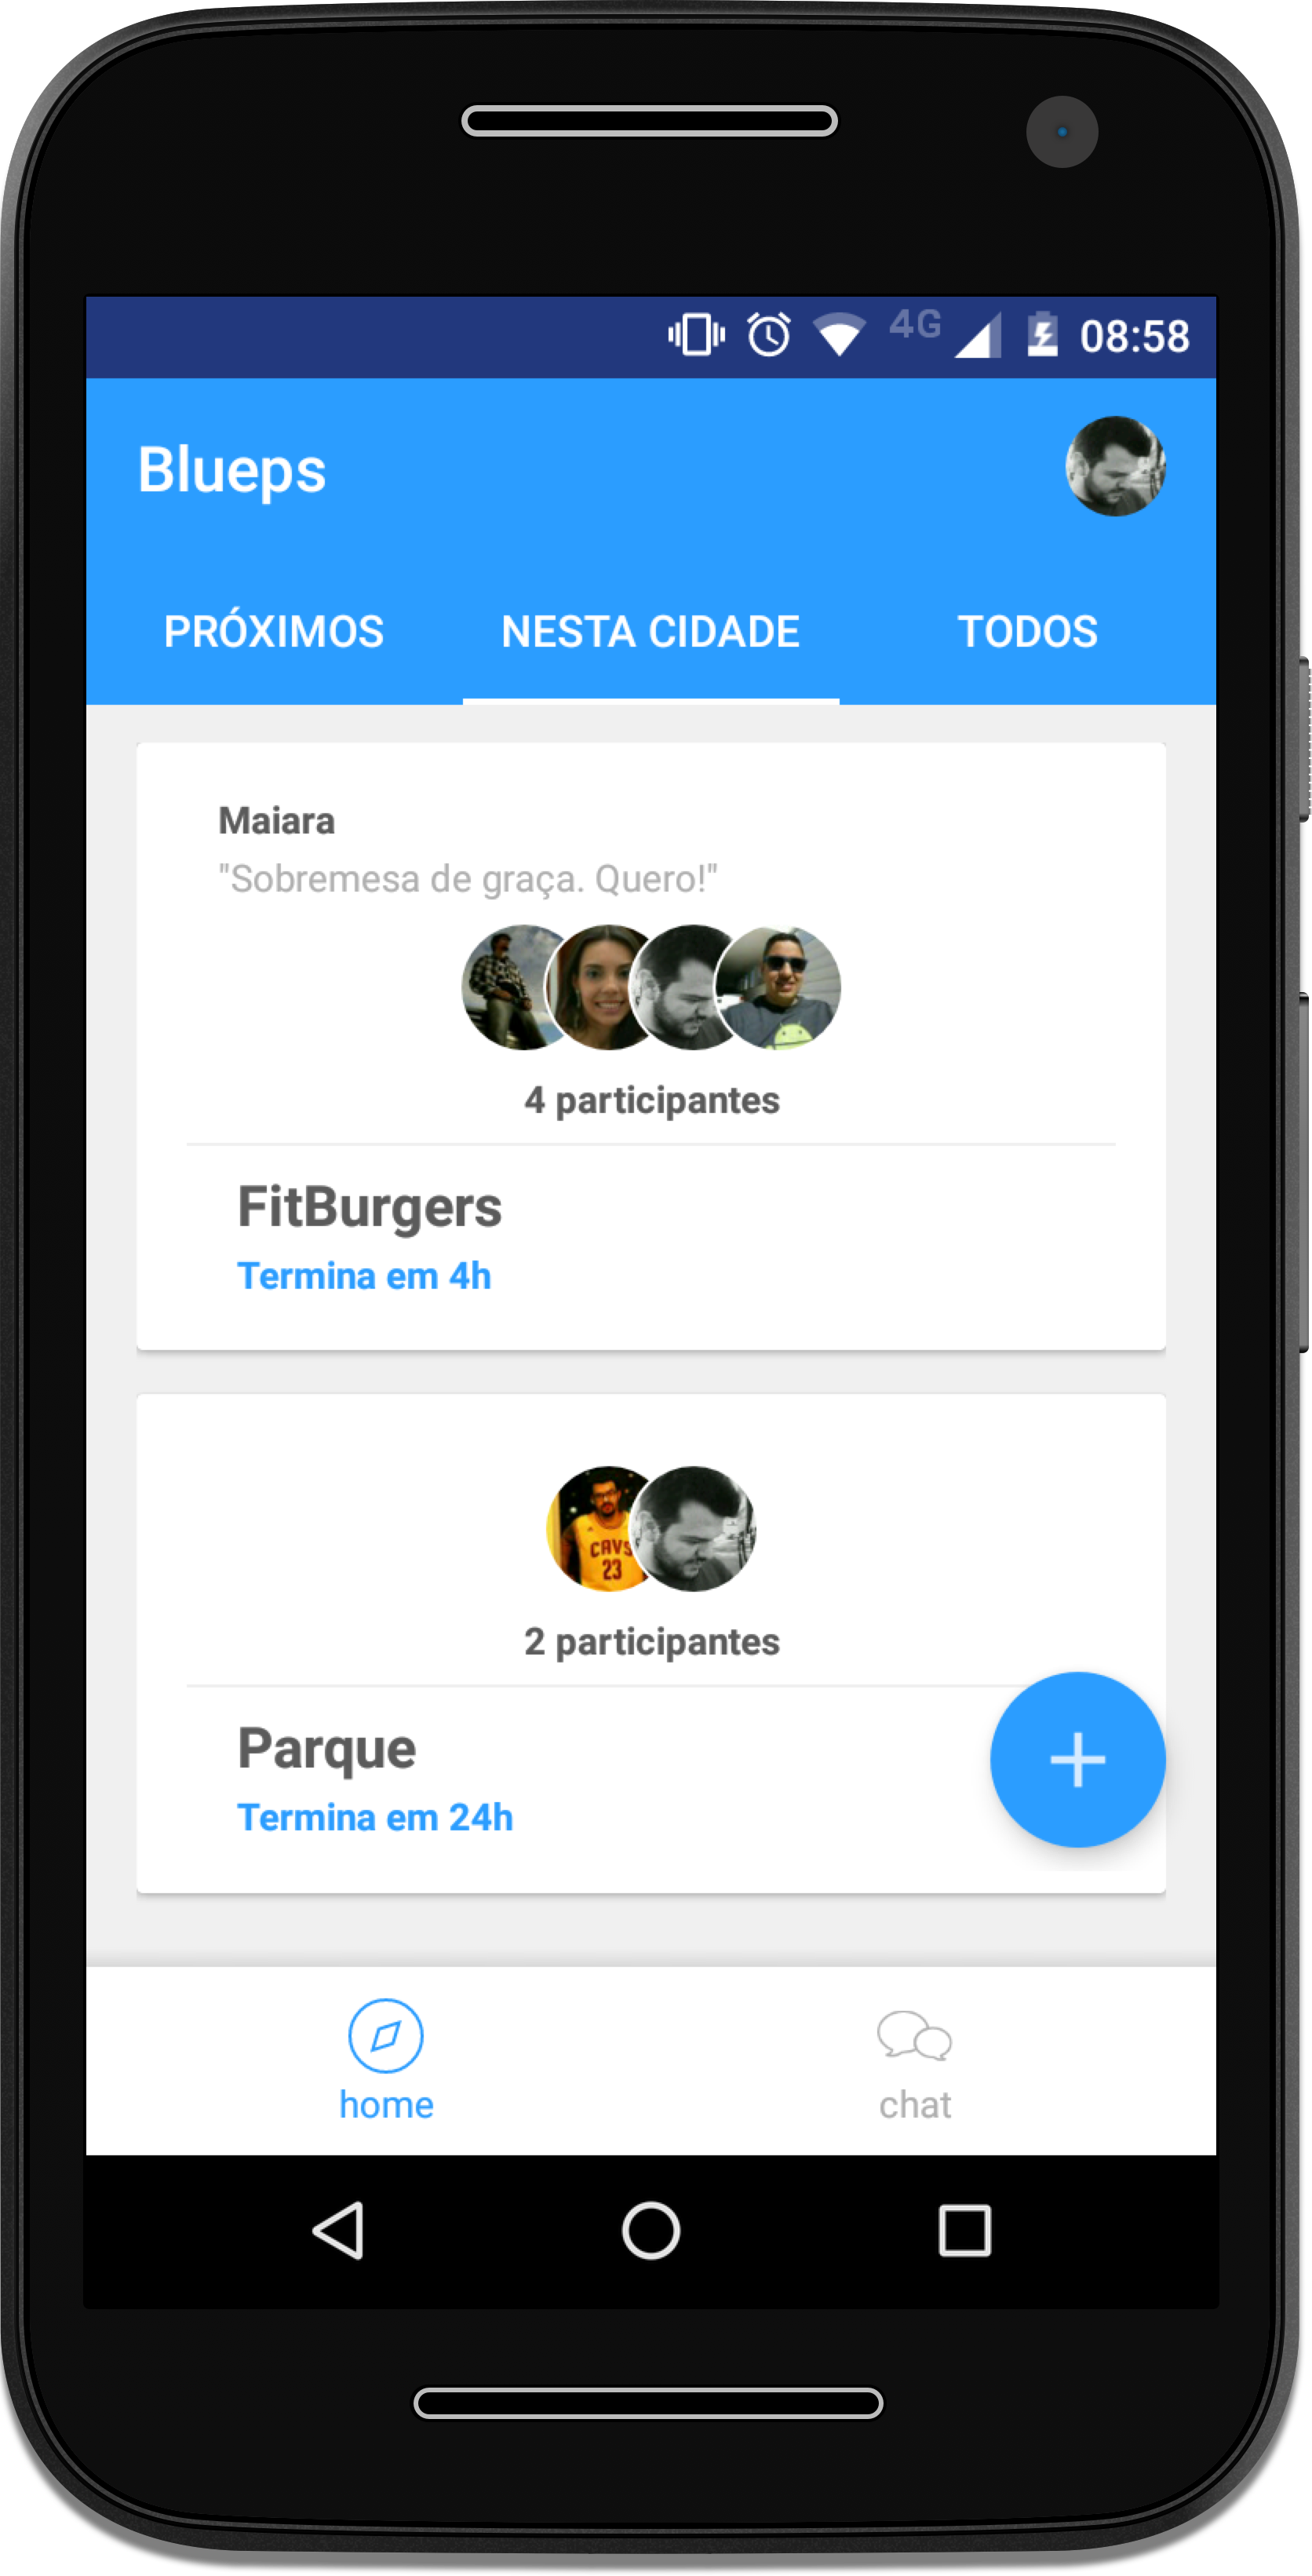 4G 08:58
Blueps
PRÓXIMOS NESTA CIDADE TODOS
Maiara
"Sobremesa de graça. Quero!"
4 participantes
FitBurgers
Termina em 4h
CAVS
23
2 participantes
Parque
Termina em 24h
home chat